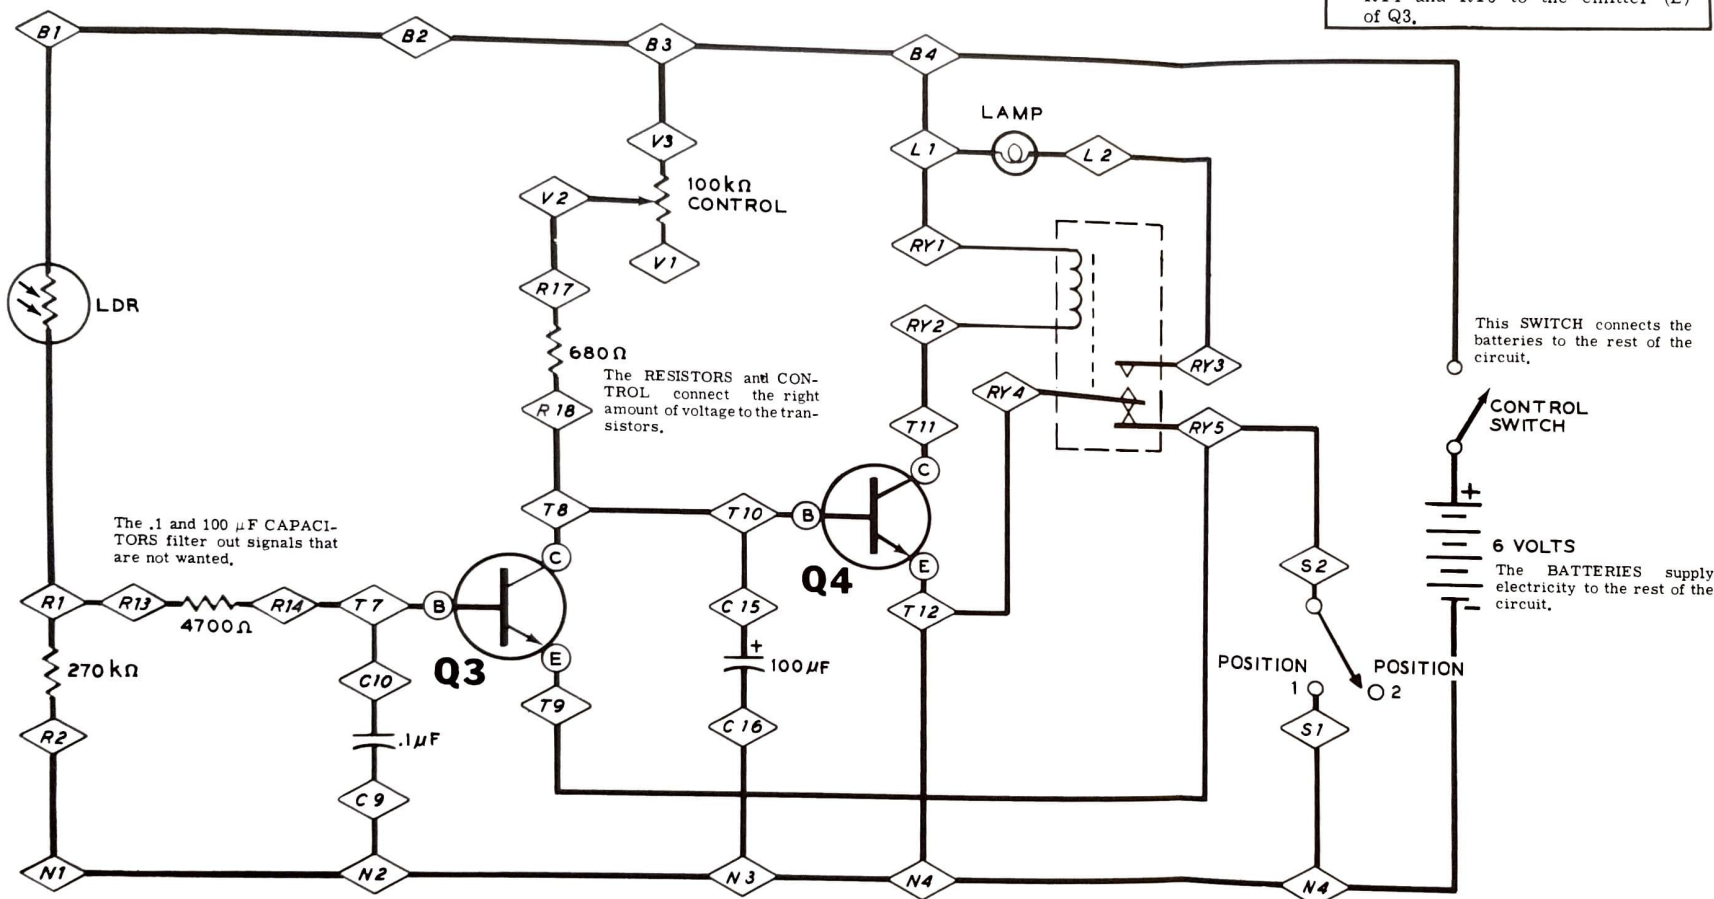 of Q3.
B1
B2
B3
B4
LAMP
V3
L1
L2
V2
100kΩ
CONTROL
RY1
V1
R17
LDR
RY2
This SWITCH connects the
batteries to the rest of the
circuit.
680Ω
RY3
The RESISTORS and CON-
TROL connect the right
amount of voltage to the tran-
sistors.
RY4
R18
CONTROL
SWITCH
T11
RY5
C
+
T8
T10
B
The .1 and 100 μF CAPACI-
TORS filter out signals that
are not wanted.
6 VOLTS
The BATTERIES supply
electricity to the rest of the
circuit.
C
E
Q4
S2
R1
R13
R14
T7
B
C15
T12
-
4700Ω
+
100μF
E
Q3
270kΩ
C10
POSITION
1
POSITION
2
T9
C16
S1
R2
.1μF
C9
N1
N2
N3
N4
N4